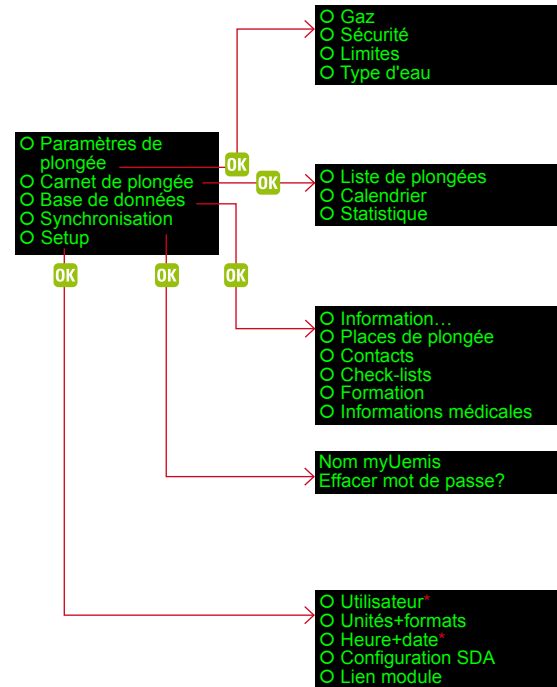 Gaz
Sécurité
Limites
Type d'eau
Paramètres de
plongée
Carnet de plongée
Base de données
Synchronisation
Setup
OK
OK
OK
OK
OK
Liste de plongées
Calendrier
Statistique
Information…
Places de plongée
Contacts
Check-lists
Formation
Informations médicales
Nom myUemis
Effacer mot de passe?
Utilisateur*
Unités+formats
Heure+date*
Configuration SDA
Lien module